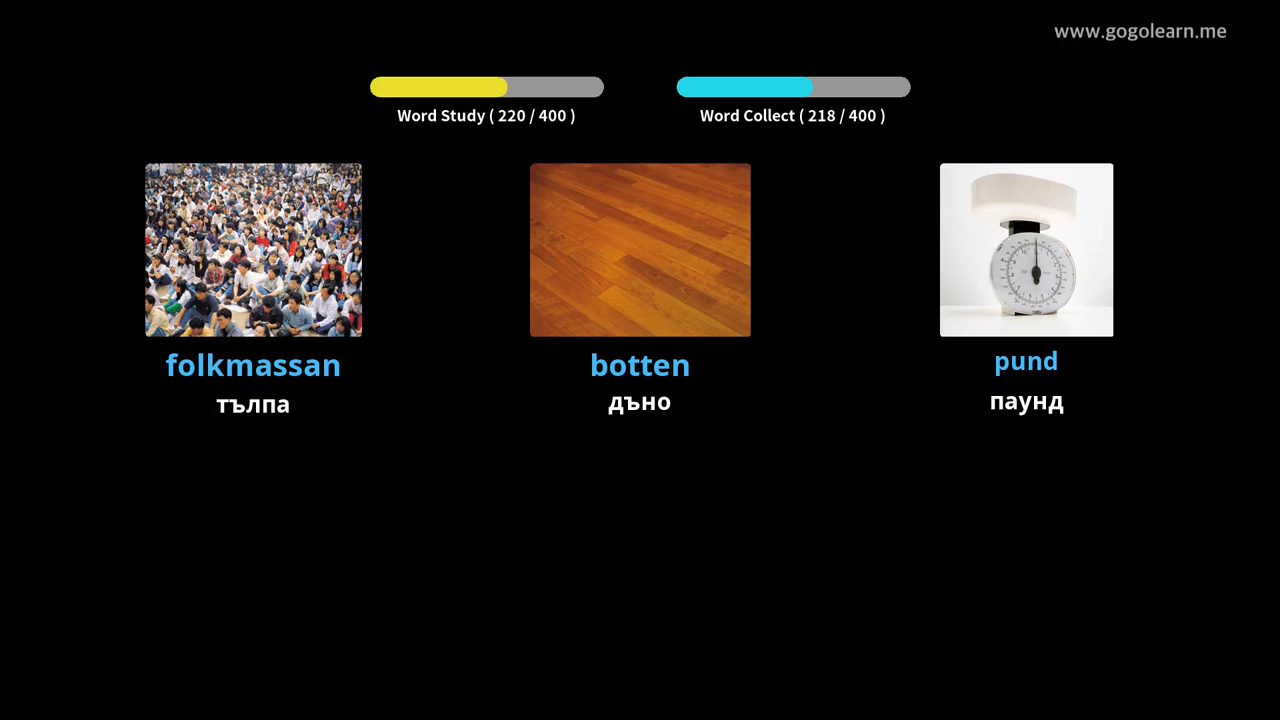 www.gogolearn.me
Word Study ( 220 / 400 )
Word Collect ( 218 / 400 )
folkmassan
тълпа
botten
дъно
pund
паунд